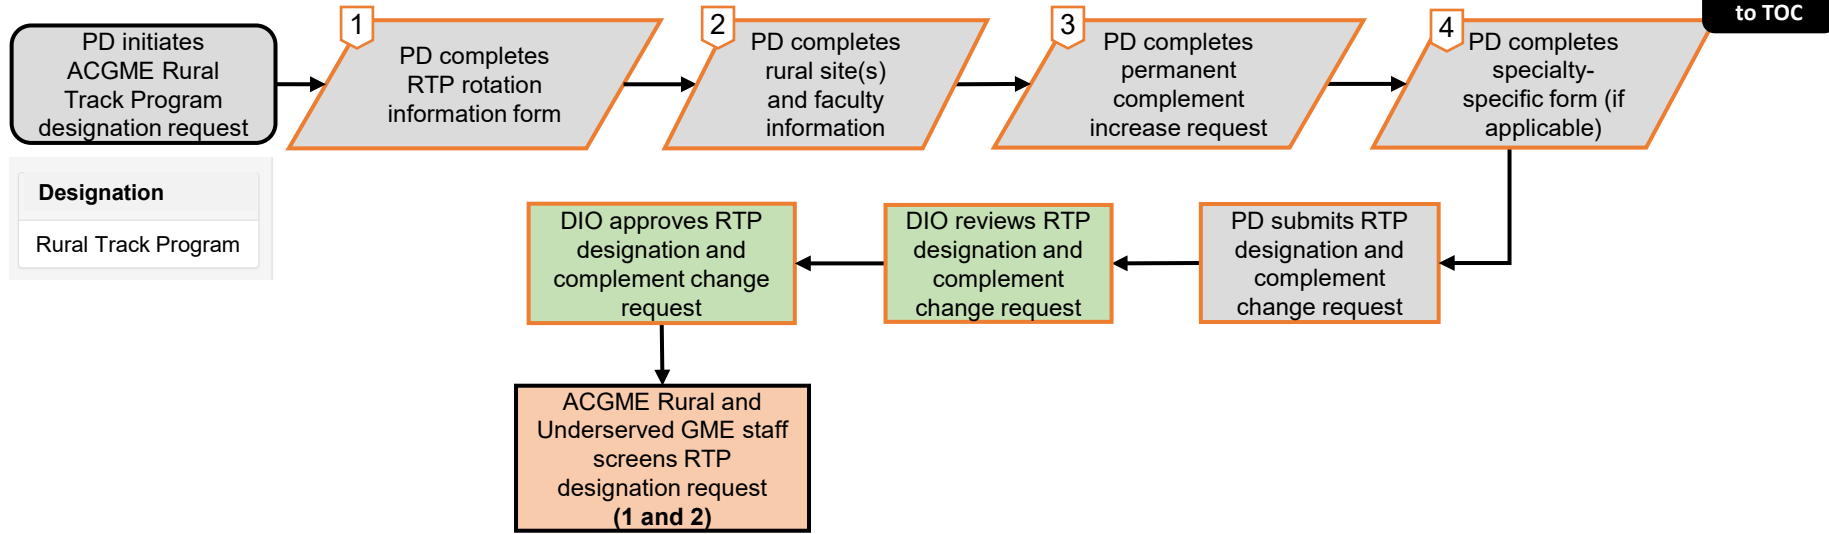 to TOC
PD initiates
ACGME Rural
Track Program
designation request
1
PD completes
RTP rotation
information form
2
PD completes
rural site(s)
and faculty
information
3
PD completes
permanent
complement
increase request
4
PD completes
specialty-
specific form (if
applicable)
Designation
Rural Track Program
DIO approves RTP
designation and
complement change
request
DIO reviews RTP
designation and
complement
change request
PD submits RTP
designation and
complement
change request
ACGME Rural and
Underserved GME staff
screens RTP
designation request
(1 and 2)